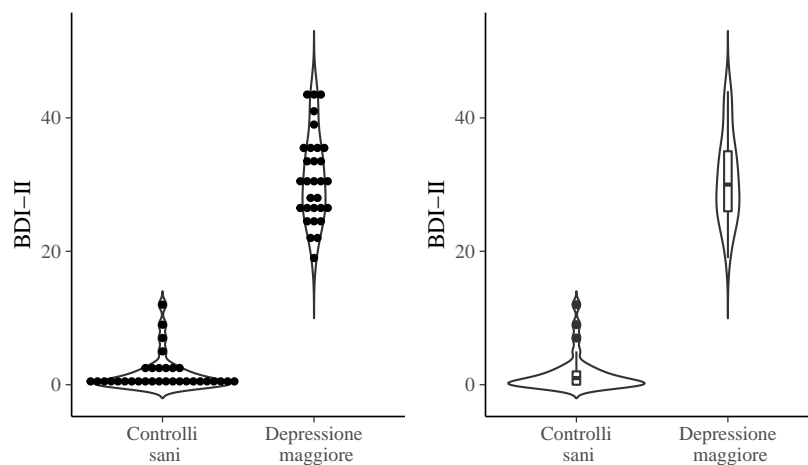 BDI−II
40
20
0
Controlli
sani
Depressione
maggiore
BDI−II
40
20
0
Controlli
sani
Depressione
maggiore